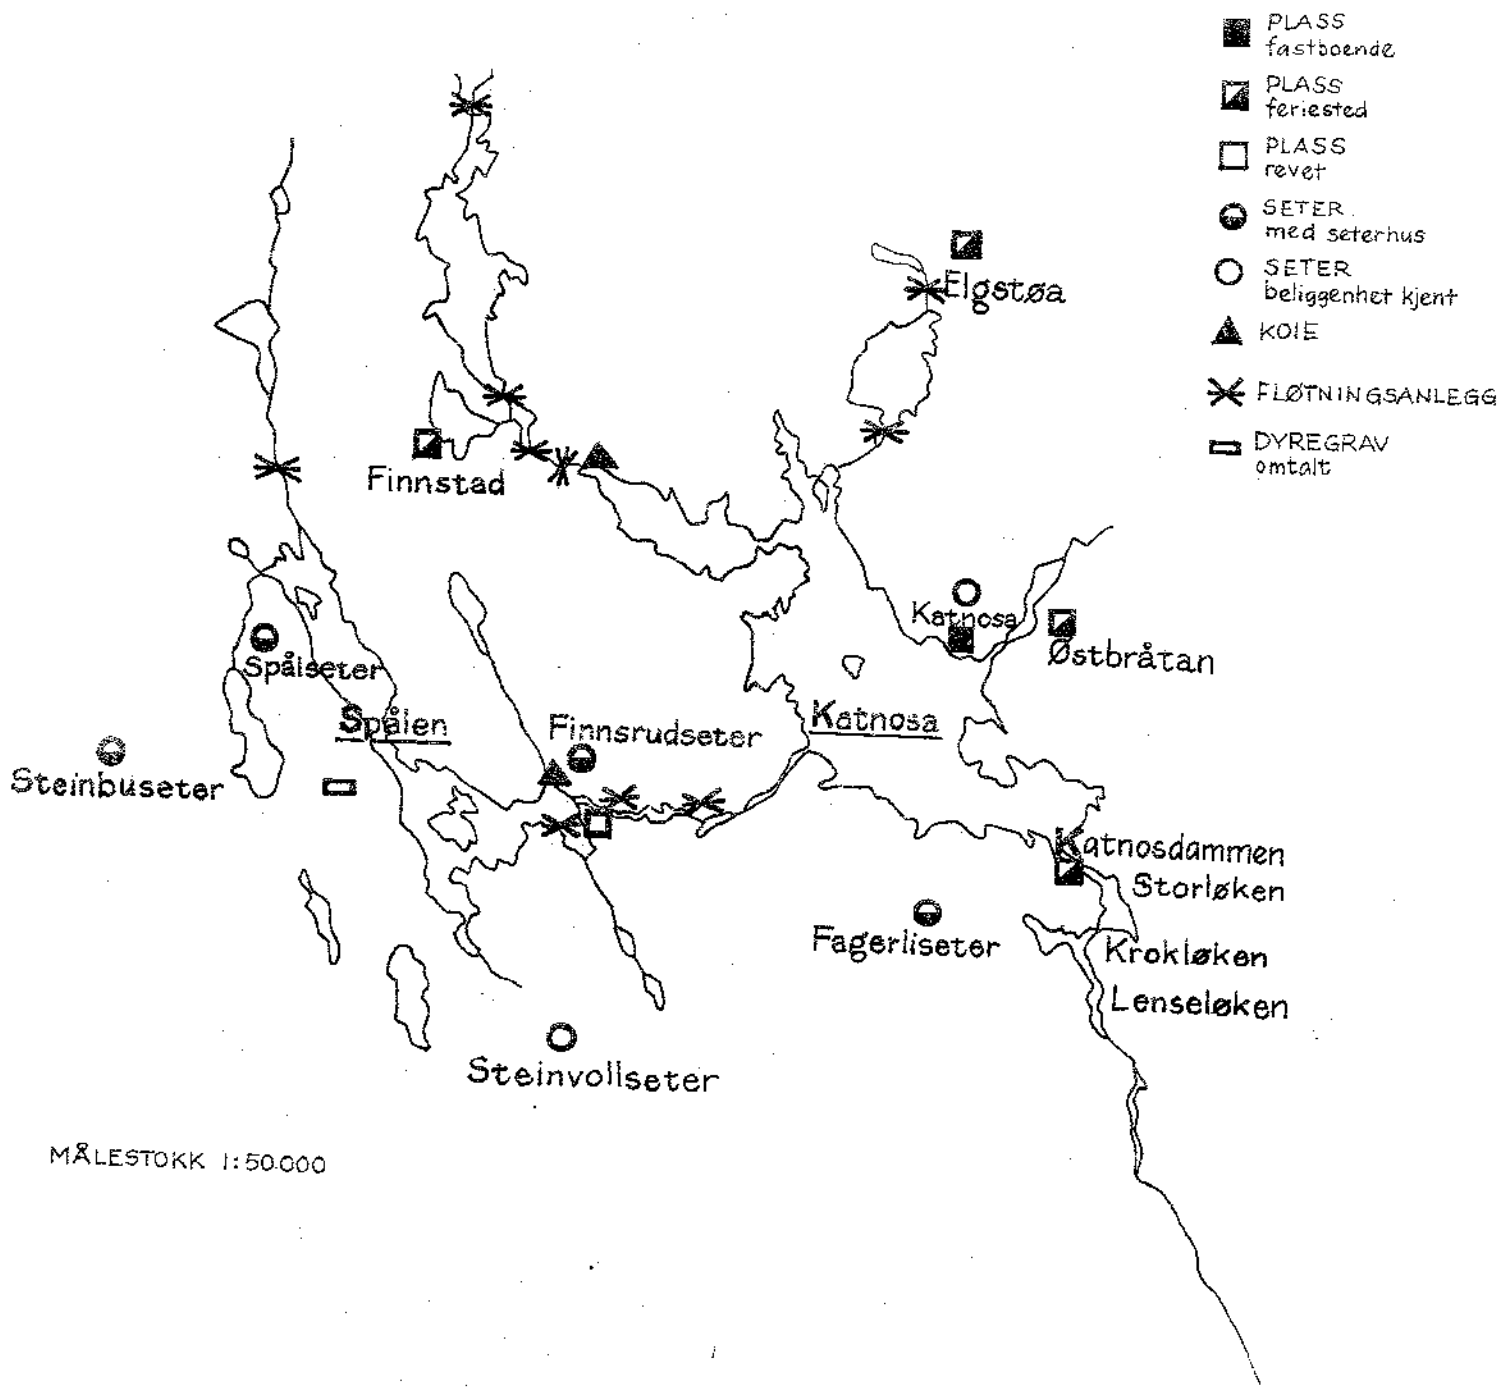 PLASS
fastboende
PLASS
feriested
PLASS
revet
SETER
med seterhus
SETER
beliggenhet kjent
KOIE
FLØTNINGSANLEGG
DYREGRAV
omtalt
Elgstøa
Finnstad
Katnosa
Østbråtan
Spålseter
Spålen
Finnsrudseter
Katnosa
Steinbuseter
Katnosdammen
Storløken
Fagerliseter
Krokløken
Lenseløken
Steinvollseter
MÅLESTOKK 1:50.000